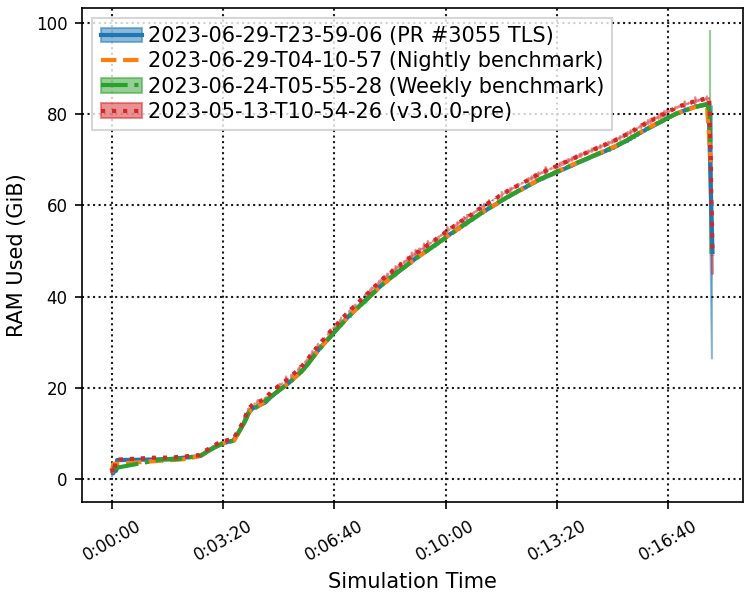 2023-06-29-T23-59-06 (PR #3055 TLS)
2023-06-29-T04-10-57 (Nightly benchmark)
2023-06-24-T05-55-28 (Weekly benchmark)
2023-05-13-T10-54-26 (v3.0.0-pre)
RAM Used (GiB)
100
80
60
40
20
0
0:00:00
0:03:20
0:06:40
0:10:00
0:13:20
0:16:40
Simulation Time